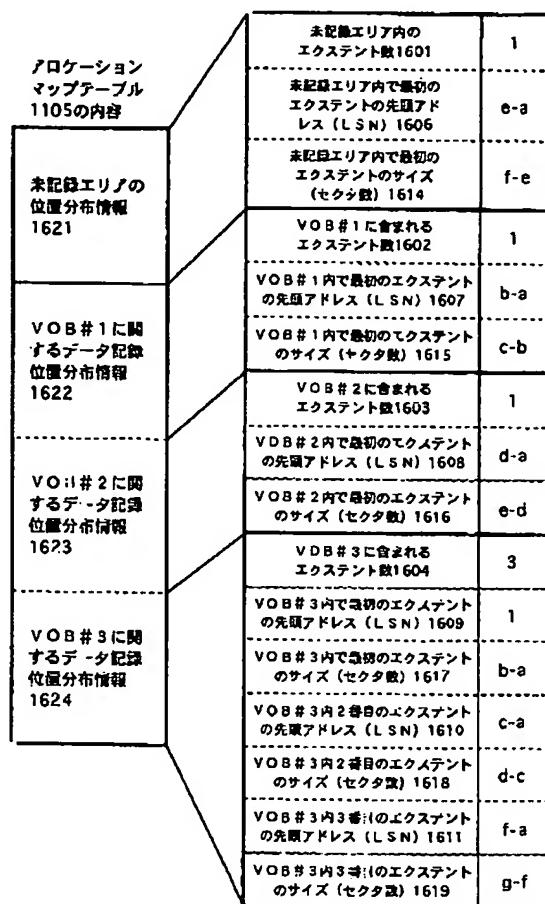 アロケーション
マップテーブル
1105の内容
未記録エリアの
位置分布情報
1621
VOB#1に関
するデータ記録
位置分布情報
1622
VOB#2に関
するデータ記録
位置分布情報
1623
VOB#3に関
するデータ記録
位置分布情報
1624
未記録エリア内の
エクステント数1601
1
未記録エリア内で最初の
エクステントの先頭アド
レス(LSN)1606
e-a
未記録エリア内で最初の
エクステントのサイズ
(セクタ数)1614
f-e
VOB#1に含まれる
エクステント数1602
1
VOB#1内で最初のエクステント
の先頭アドレス(LSN)1607
b-a
VOB#1内で最初のエクステント
のサイズ(セクタ数)1615
c-b
VOB#2に含まれる
エクステント数1603
1
VDB#2内で最初のエクステント
の先頭アドレス(LSN)1608
d-a
VOB#2内で最初のエクステント
のサイズ(セクタ数)1616
e-d
VDB#3に含まれる
エクステント数1604
3
VOB#3内で最初のエクステント
の先頭アドレス(LSN)1609
1
VOB#3内で最初のエクステント
のサイズ(セクタ数)1617
b-a
VOB#3内2番目のエクステント
の先頭アドレス(LSN)1610
c-a
VOB#3内2番目のエクステント
のサイズ(セクタ数)1618
d-c
VOB#3内3番目のエクステント
の先頭アドレス(LSN)1611
f-a
VOB#3内3番目のエクステント
のサイズ(セクタ数)1619
g-f